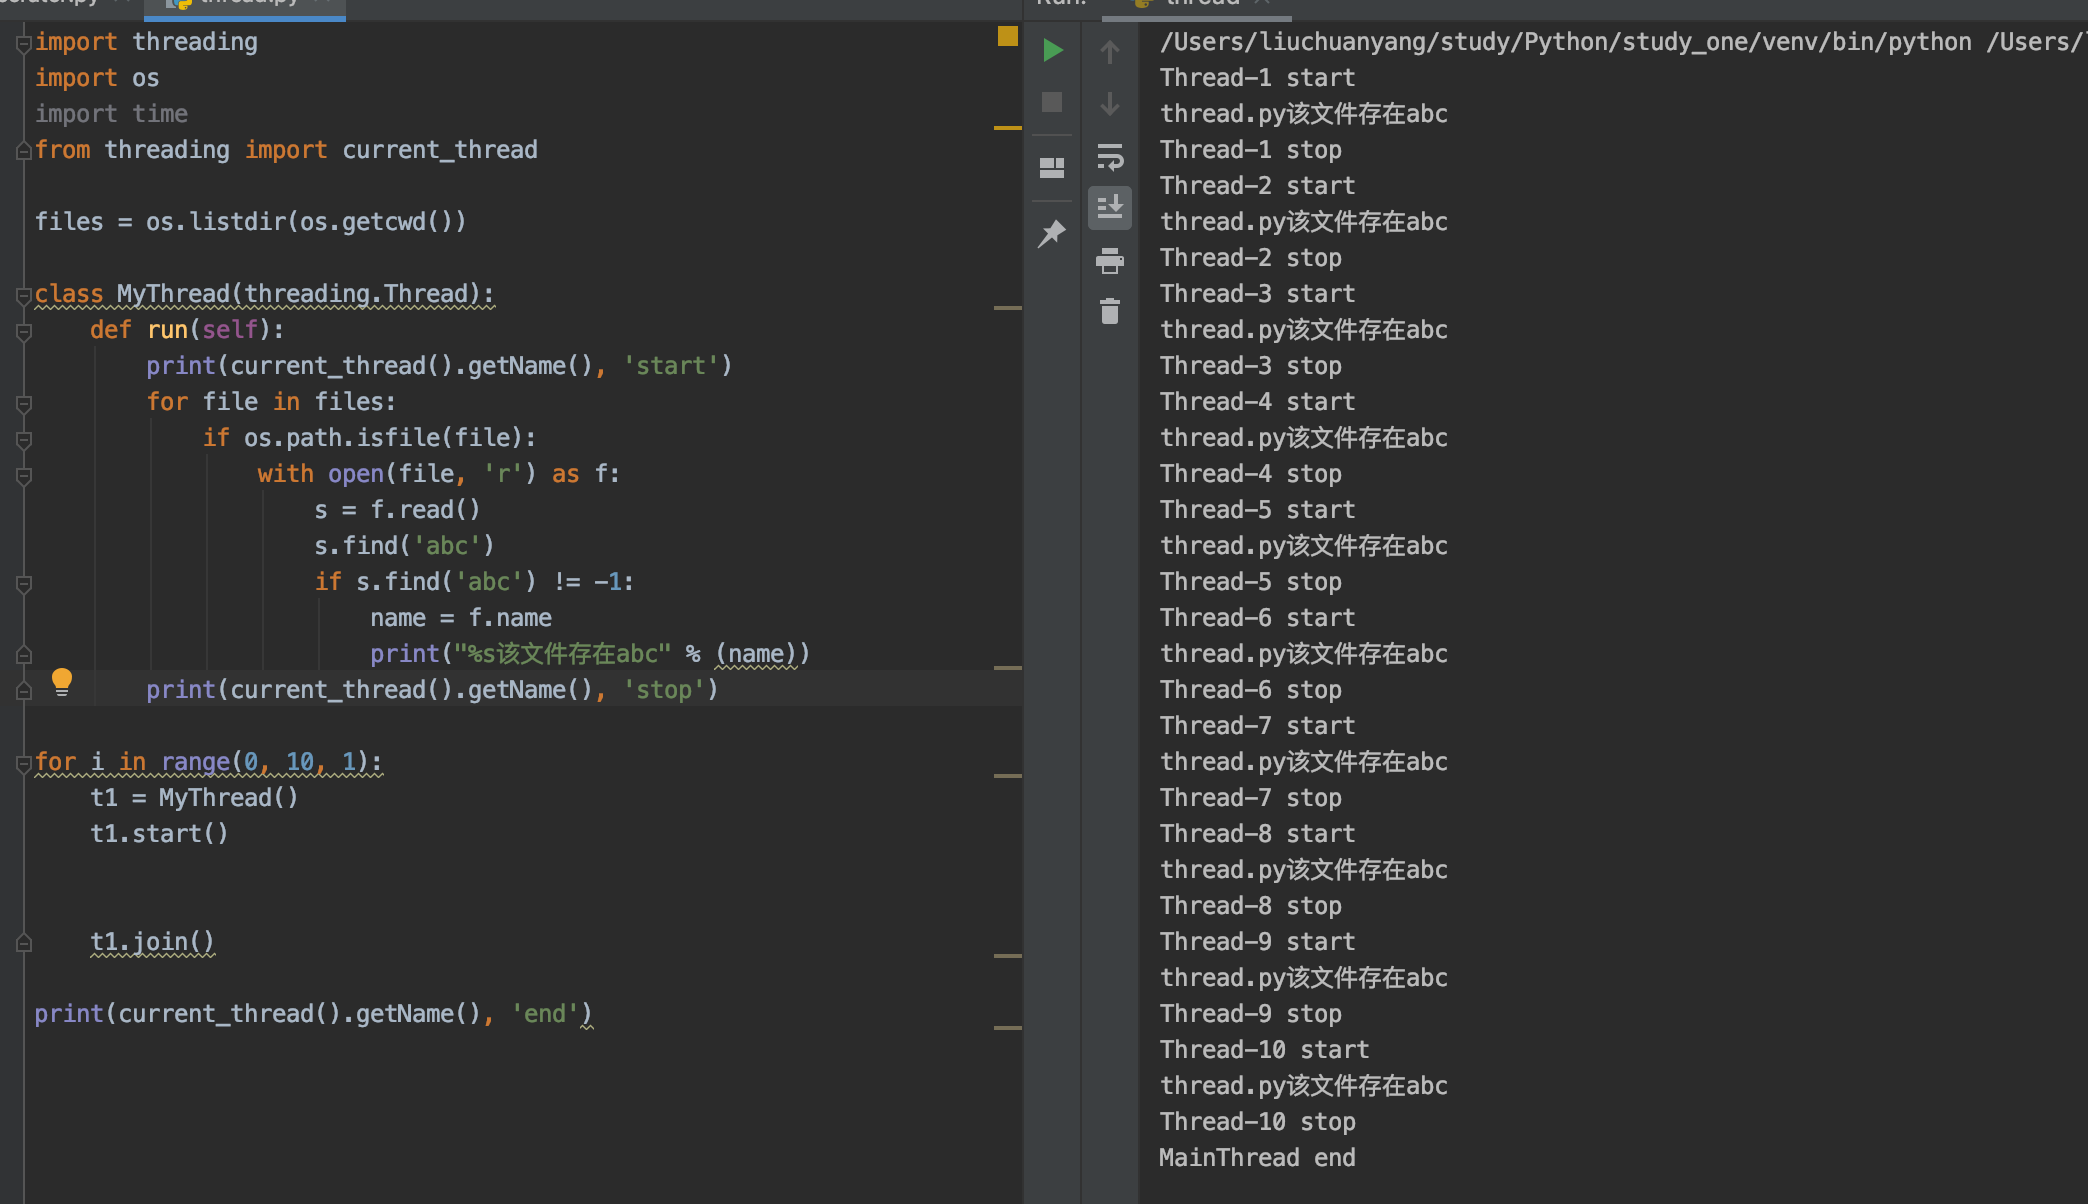 thread.py
import threading
import os
import time
from threading import current_thread
files = os.listdir(os.getcwd())
class MyThread(threading.Thread):
def run(self):
print(current_thread().getName(), 'start')
for file in files:
if os.path.isfile(file):
with open(file, 'r') as f:
s = f.read()
s.find('abc')
if s.find('abc') != -1:
name = f.name
print("%s该文件存在abc" % (name))
print(current_thread().getName(), 'stop')
for i in range(0, 10, 1):
t1 = MyThread()
t1.start()
t1.join()
print(current_thread().getName(), 'end')
Run:
thread
/Users/liuchuanyang/study/Python/study_one/venv/bin/python /Users/
Thread-1 start
thread.py该文件存在abc
Thread-1 stop
Thread-2 start
thread.py该文件存在abc
Thread-2 stop
Thread-3 start
thread.py该文件存在abc
Thread-3 stop
Thread-4 start
thread.py该文件存在abc
Thread-4 stop
Thread-5 start
thread.py该文件存在abc
Thread-5 stop
Thread-6 start
thread.py该文件存在abc
Thread-6 stop
Thread-7 start
thread.py该文件存在abc
Thread-7 stop
Thread-8 start
thread.py该文件存在abc
Thread-8 stop
Thread-9 start
thread.py该文件存在abc
Thread-9 stop
Thread-10 start
thread.py该文件存在abc
Thread-10 stop
MainThread end